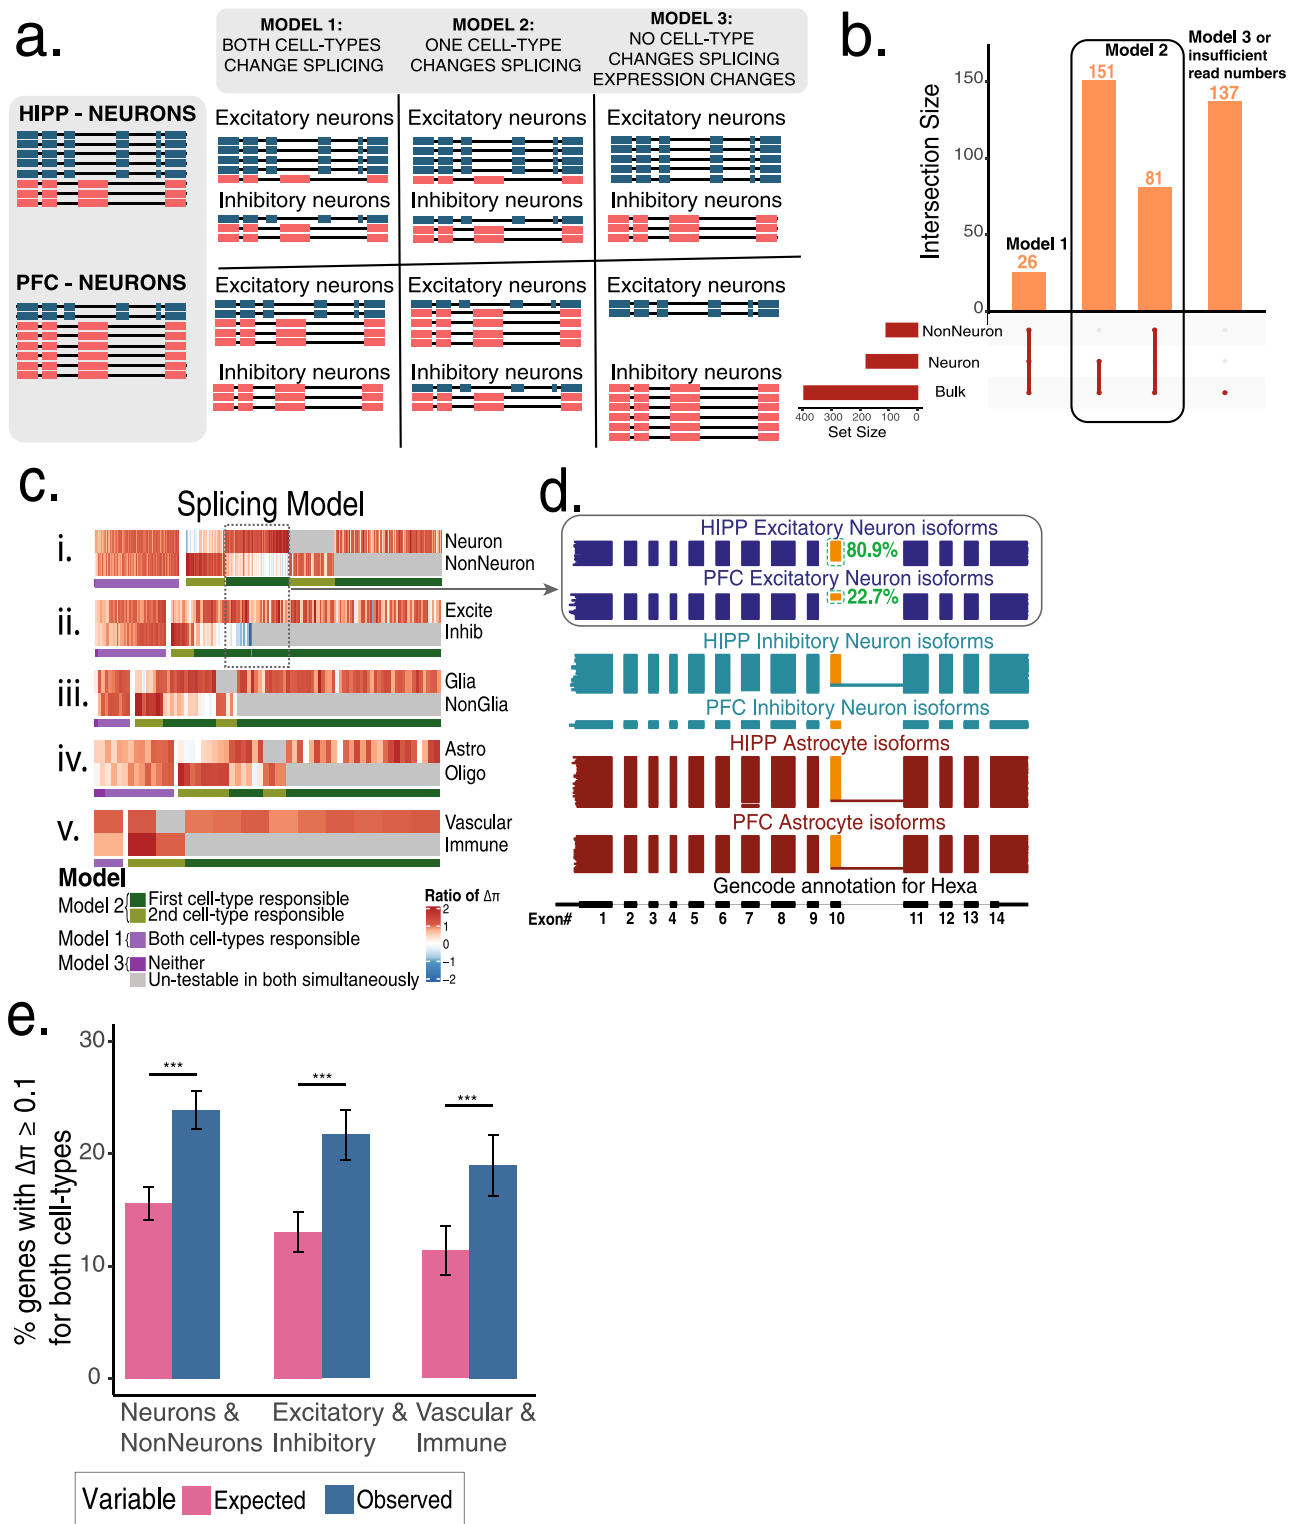 a.
MODEL 1:
BOTH CELL-TYPES
CHANGE SPLICING
MODEL 2:
ONE CELL-TYPE
CHANGES SPLICING
MODEL 3:
NO CELL-TYPE
CHANGES SPLICING
EXPRESSION CHANGES
HIPP - NEURONS
Excitatory neurons
Excitatory neurons
Excitatory neurons
Inhibitory neurons
Inhibitory neurons
Inhibitory neurons
PFC - NEURONS
Excitatory neurons
Excitatory neurons
Excitatory neurons
Inhibitory neurons
Inhibitory neurons
Inhibitory neurons
b.
Intersection Size
150
100
50
0
Model 1
26
Model 2
151
81
Model 3 or
insufficient
read numbers
137
NonNeuron
Neuron
Bulk
400 200 0
Set Size
c.
Splicing Model
i.
Neuron
NonNeuron
ii.
Excite
Inhib
iii.
Glia
NonGlia
iv.
Astro
Oligo
v.
Vascular
Immune
Model
Model 2{
First cell-type responsible
2nd cell-type responsible
Model 1{ Both cell-types responsible
Model 3{ Neither
Un-testable in both simultaneously
Ratio of Δπ
2
1
0
−1
−2
d.
HIPP Excitatory Neuron isoforms
80.9%
PFC Excitatory Neuron isoforms
22.7%
HIPP Inhibitory Neuron isoforms
PFC Inhibitory Neuron isoforms
HIPP Astrocyte isoforms
PFC Astrocyte isoforms
Gencode annotation for Hexa
Exon# 1 2 3 4 5 6 7 8 9 10 11 12 13 14
e.
% genes with Δπ ≥ 0.1
for both cell-types
30
20
10
0
***
***
***
Neurons &
NonNeurons
Excitatory &
Inhibitory
Vascular &
Immune
Variable Expected Observed